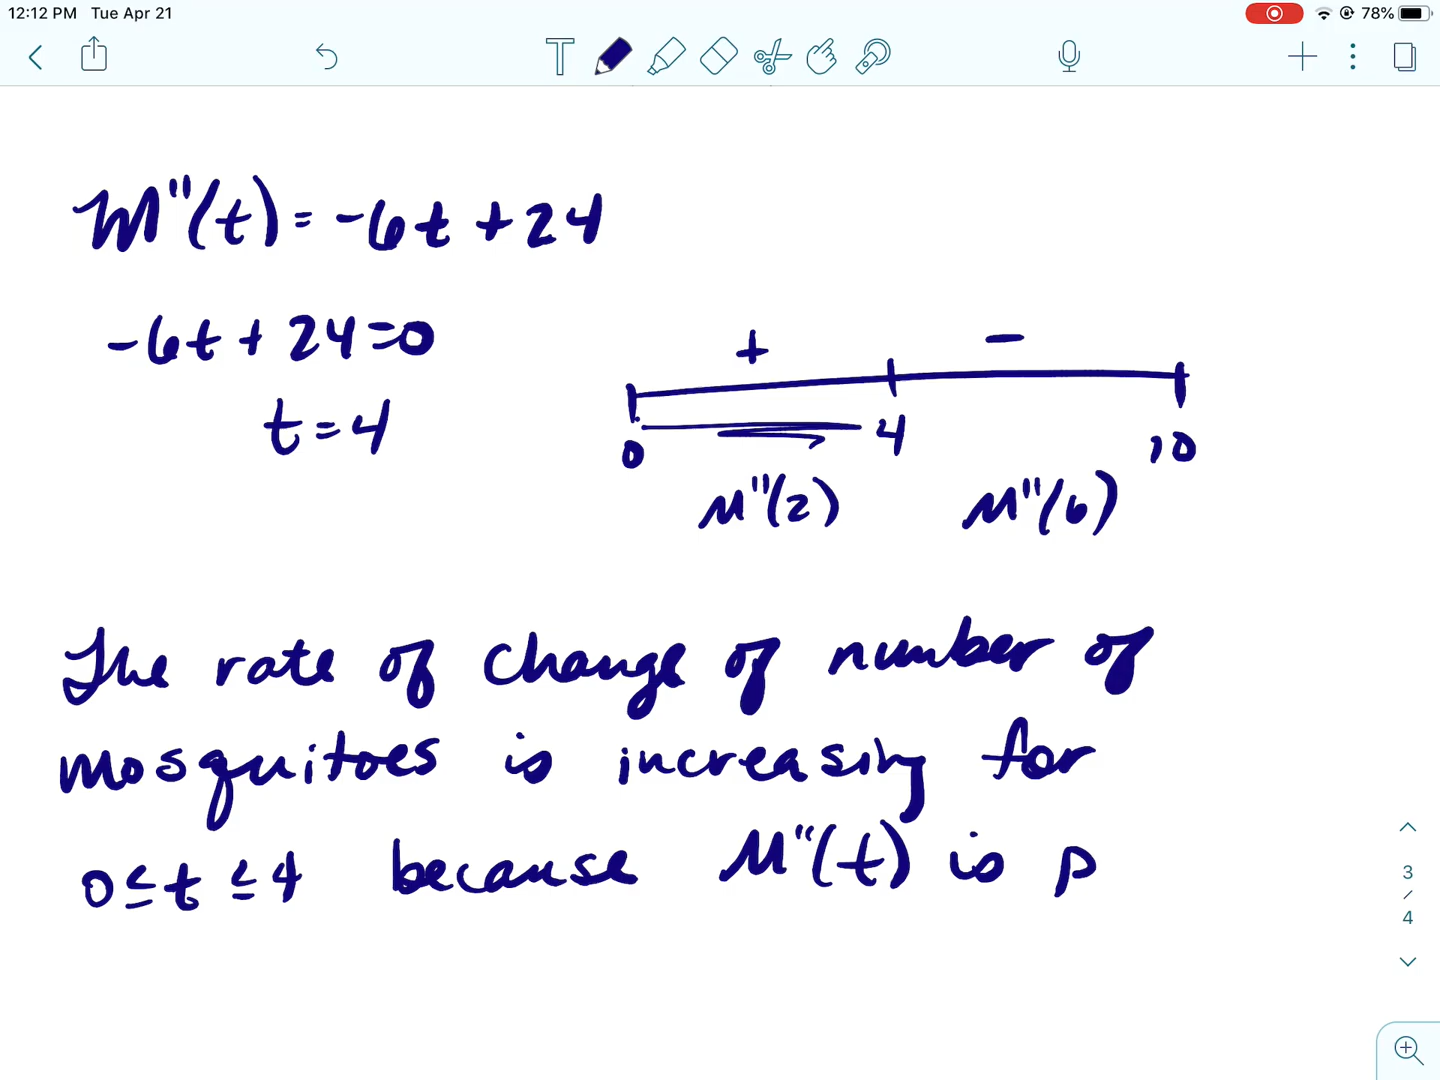 12:12 PM Tue Apr 21
78%
M"(t) = -6t + 24
-6t + 24 = 0
t = 4
+ −
0 4 10
M"(2) M"(6)
The rate of change of number of
mosquitoes is increasing for
0 ≤ t ≤ 4 because M"(t) is p
3
/
4